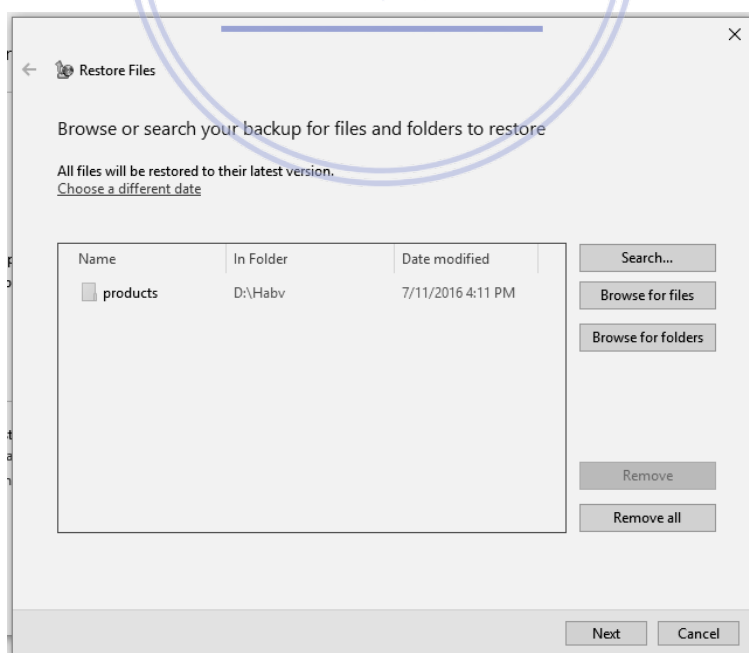 Restore Files
Browse or search your backup for files and folders to restore
All files will be restored to their latest version.
Choose a different date
Name In Folder Date modified Search...
products D:\Habv 7/11/2016 4:11 PM Browse for files
Browse for folders
Remove
Remove all
Next Cancel